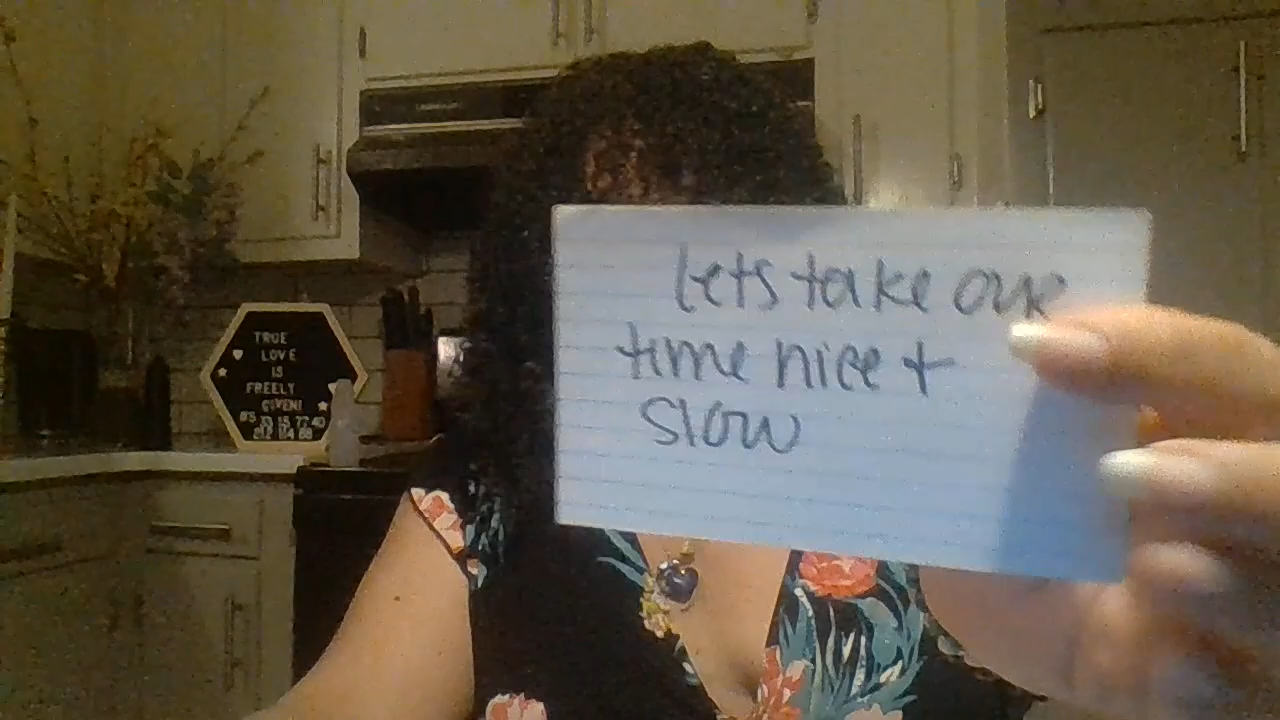 lets take our
time nice +
slow
TRUE
LOVE
IS
FREELY
GIVEN!